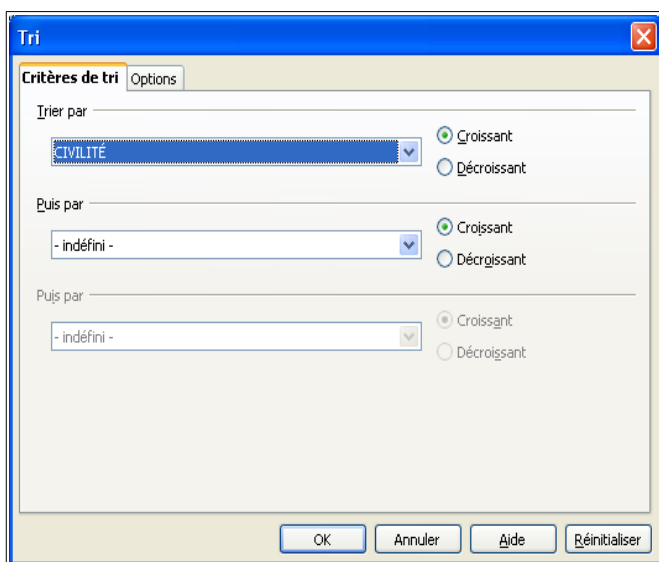 Tri
Critères de tri Options
Trier par
CIVILITÉ
Croissant
Décroissant
Puis par
- indéfini -
Croissant
Décroissant
Puis par
- indéfini -
Croissant
Décroissant
OK Annuler Aide Réinitialiser